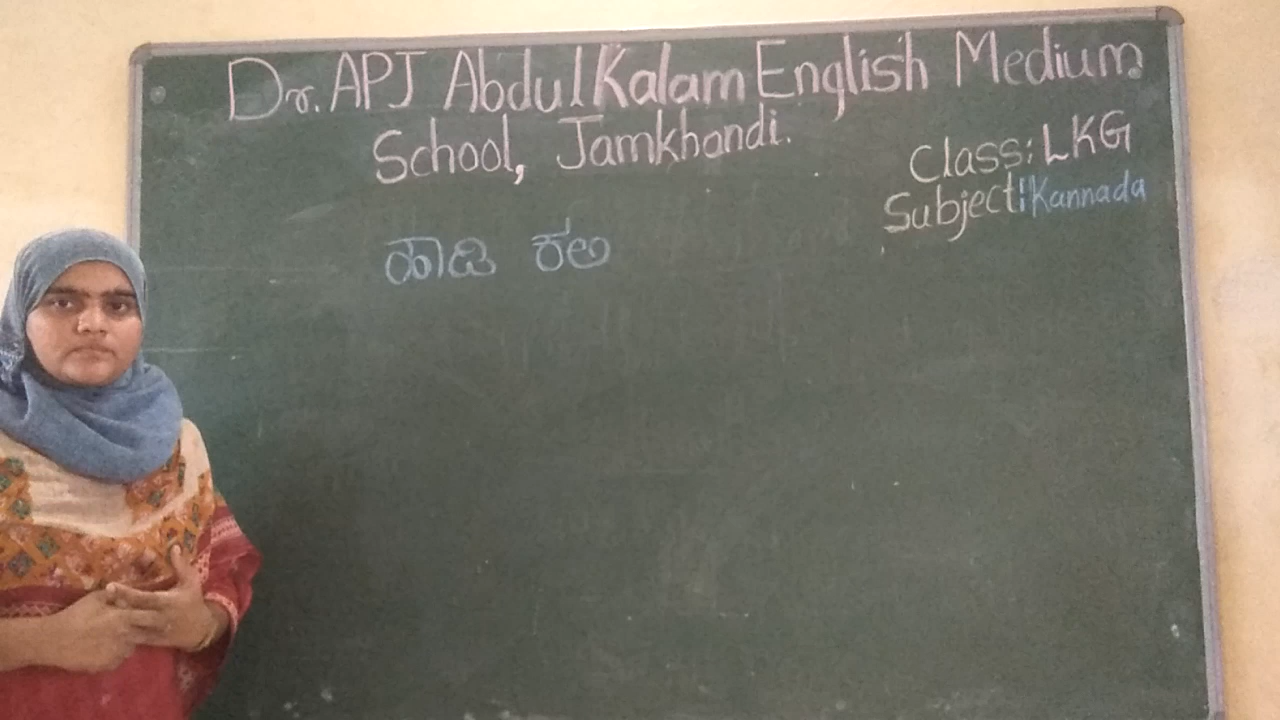 Dr. APJ Abdul Kalam English Medium
School, Jamkhandi.
Class: LKG
Subject: Kannada
ಹಾಡಿ ಕಲಿ